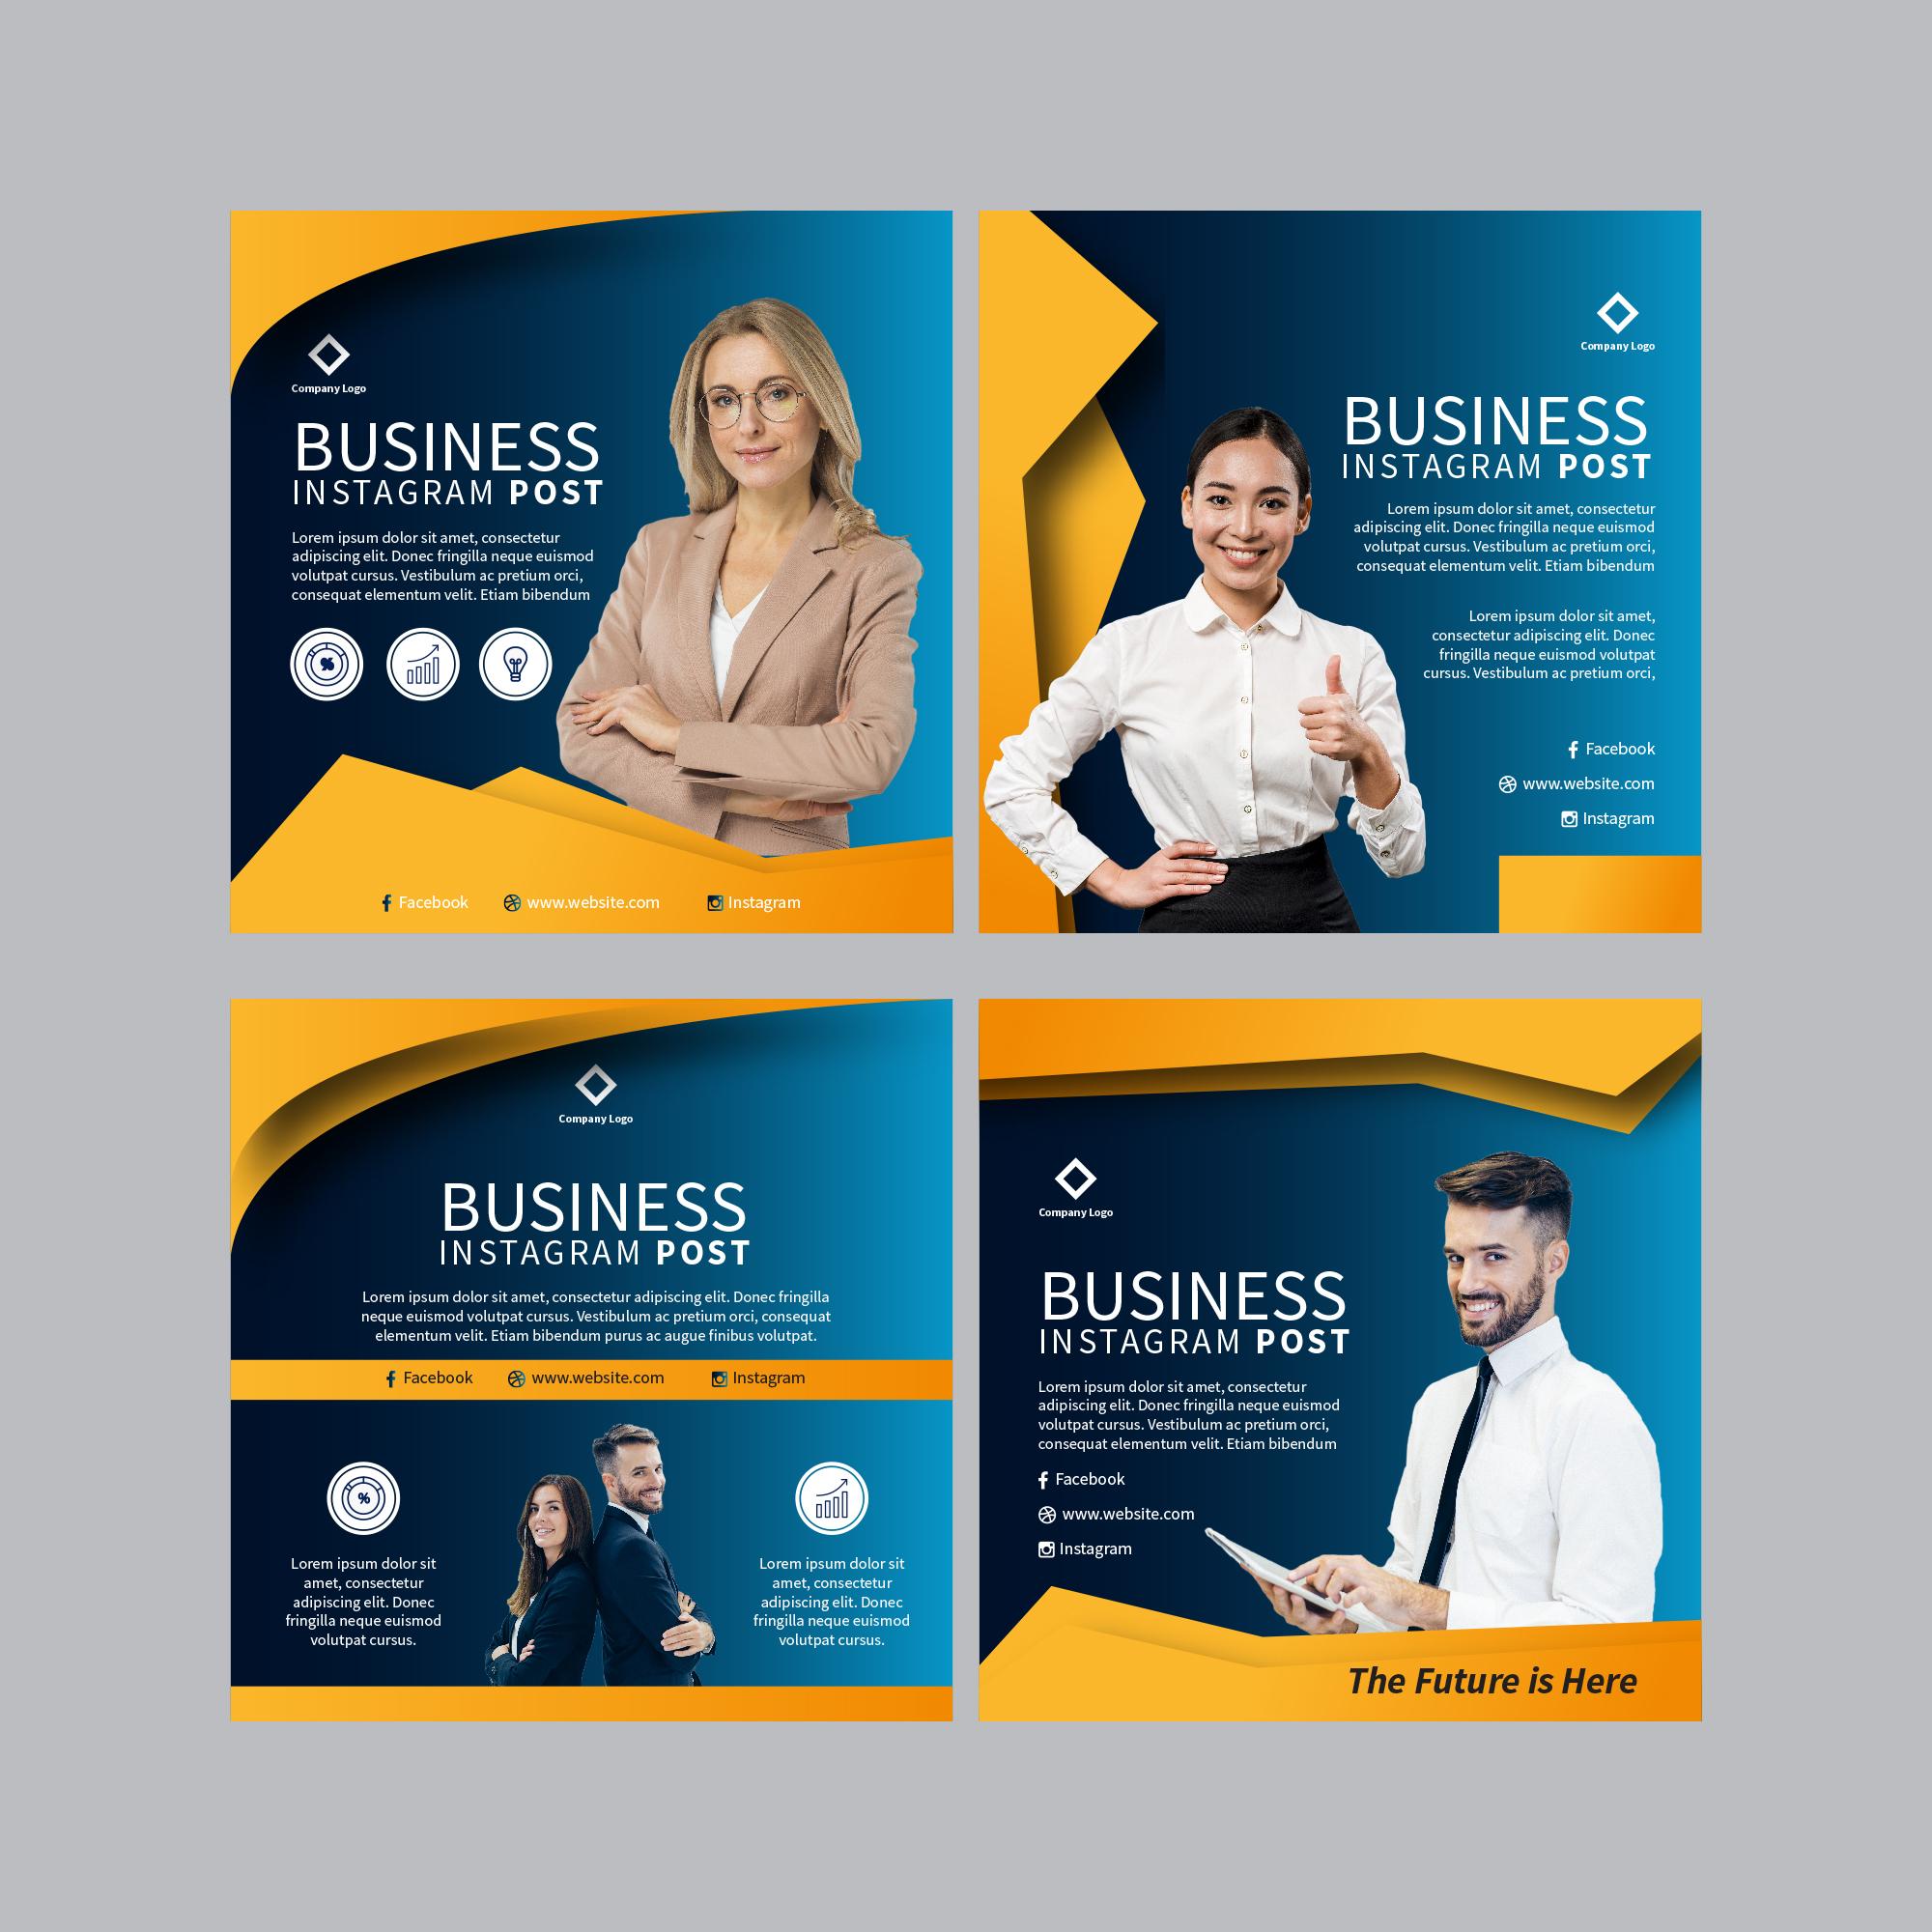 Company Logo
BUSINESS
INSTAGRAM POST
Lorem ipsum dolor sit amet, consectetur
adipiscing elit. Donec fringilla neque euismod
volutpat cursus. Vestibulum ac pretium orci,
consequat elementum velit. Etiam bibendum
%
Facebook
www.website.com
Instagram
Company Logo
BUSINESS
INSTAGRAM POST
Lorem ipsum dolor sit amet, consectetur
adipiscing elit. Donec fringilla neque euismod
volutpat cursus. Vestibulum ac pretium orci,
consequat elementum velit. Etiam bibendum
Lorem ipsum dolor sit amet,
consectetur adipiscing elit. Donec
fringilla neque euismod volutpat
cursus. Vestibulum ac pretium orci,
Facebook
www.website.com
Instagram
Company Logo
BUSINESS
INSTAGRAM POST
Lorem ipsum dolor sit amet, consectetur adipiscing elit. Donec fringilla
neque euismod volutpat cursus. Vestibulum ac pretium orci, consequat
elementum velit. Etiam bibendum purus ac augue finibus volutpat.
Facebook
www.website.com
Instagram
%
Lorem ipsum dolor sit
amet, consectetur
adipiscing elit. Donec
fringilla neque euismod
volutpat cursus.
Lorem ipsum dolor sit
amet, consectetur
adipiscing elit. Donec
fringilla neque euismod
volutpat cursus.
Company Logo
BUSINESS
INSTAGRAM POST
Lorem ipsum dolor sit amet, consectetur
adipiscing elit. Donec fringilla neque euismod
volutpat cursus. Vestibulum ac pretium orci,
consequat elementum velit. Etiam bibendum
Facebook
www.website.com
Instagram
The Future is Here